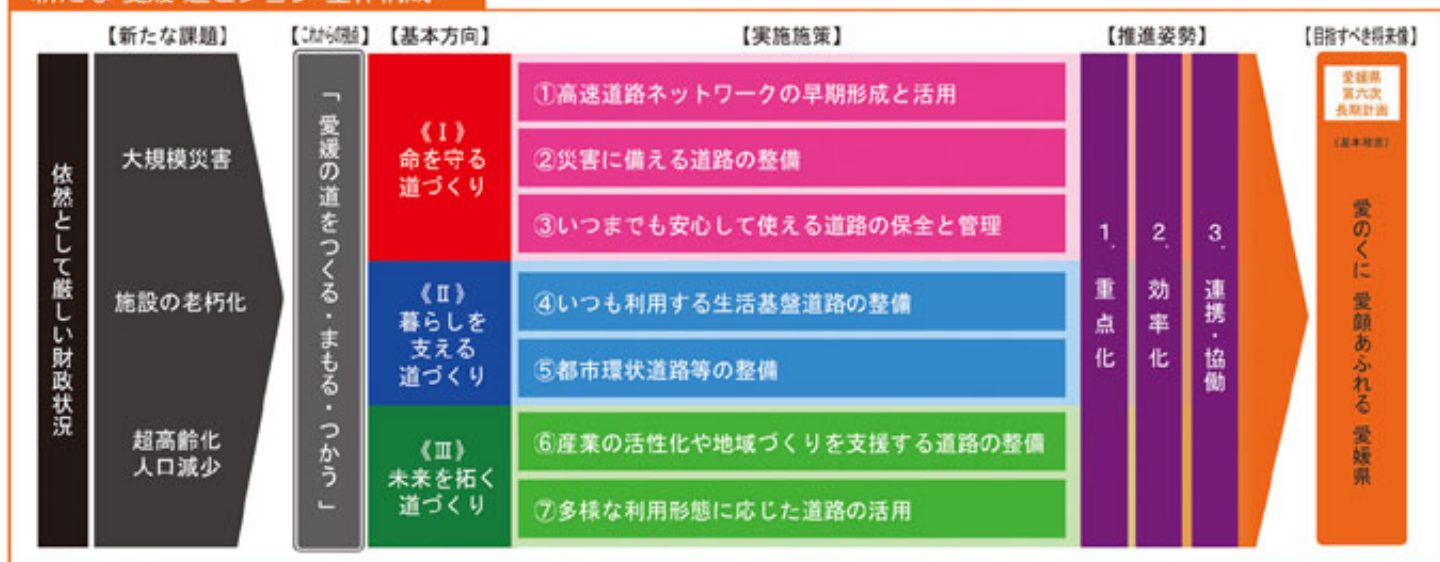 新たな 愛媛 道ビジョン 全体構成
【新たな課題】
【これからの視点】
【基本方向】
【実施施策】
【推進姿勢】
【目指すべき将来像】
依然として厳しい財政状況
大規模災害
施設の老朽化
超高齢化
人口減少
「愛媛の道をつくる・まもる・つかう」
《Ⅰ》
命を守る
道づくり
①高速道路ネットワークの早期形成と活用
②災害に備える道路の整備
③いつまでも安心して使える道路の保全と管理
《Ⅱ》
暮らしを
支える
道づくり
④いつも利用する生活基盤道路の整備
⑤都市環状道路等の整備
《Ⅲ》
未来を拓く
道づくり
⑥産業の活性化や地域づくりを支援する道路の整備
⑦多様な利用形態に応じた道路の活用
1.重点化
2.効率化
3.連携・協働
愛媛県
第六次
長期計画
(基本理念)
愛のくに 愛顔あふれる 愛媛県